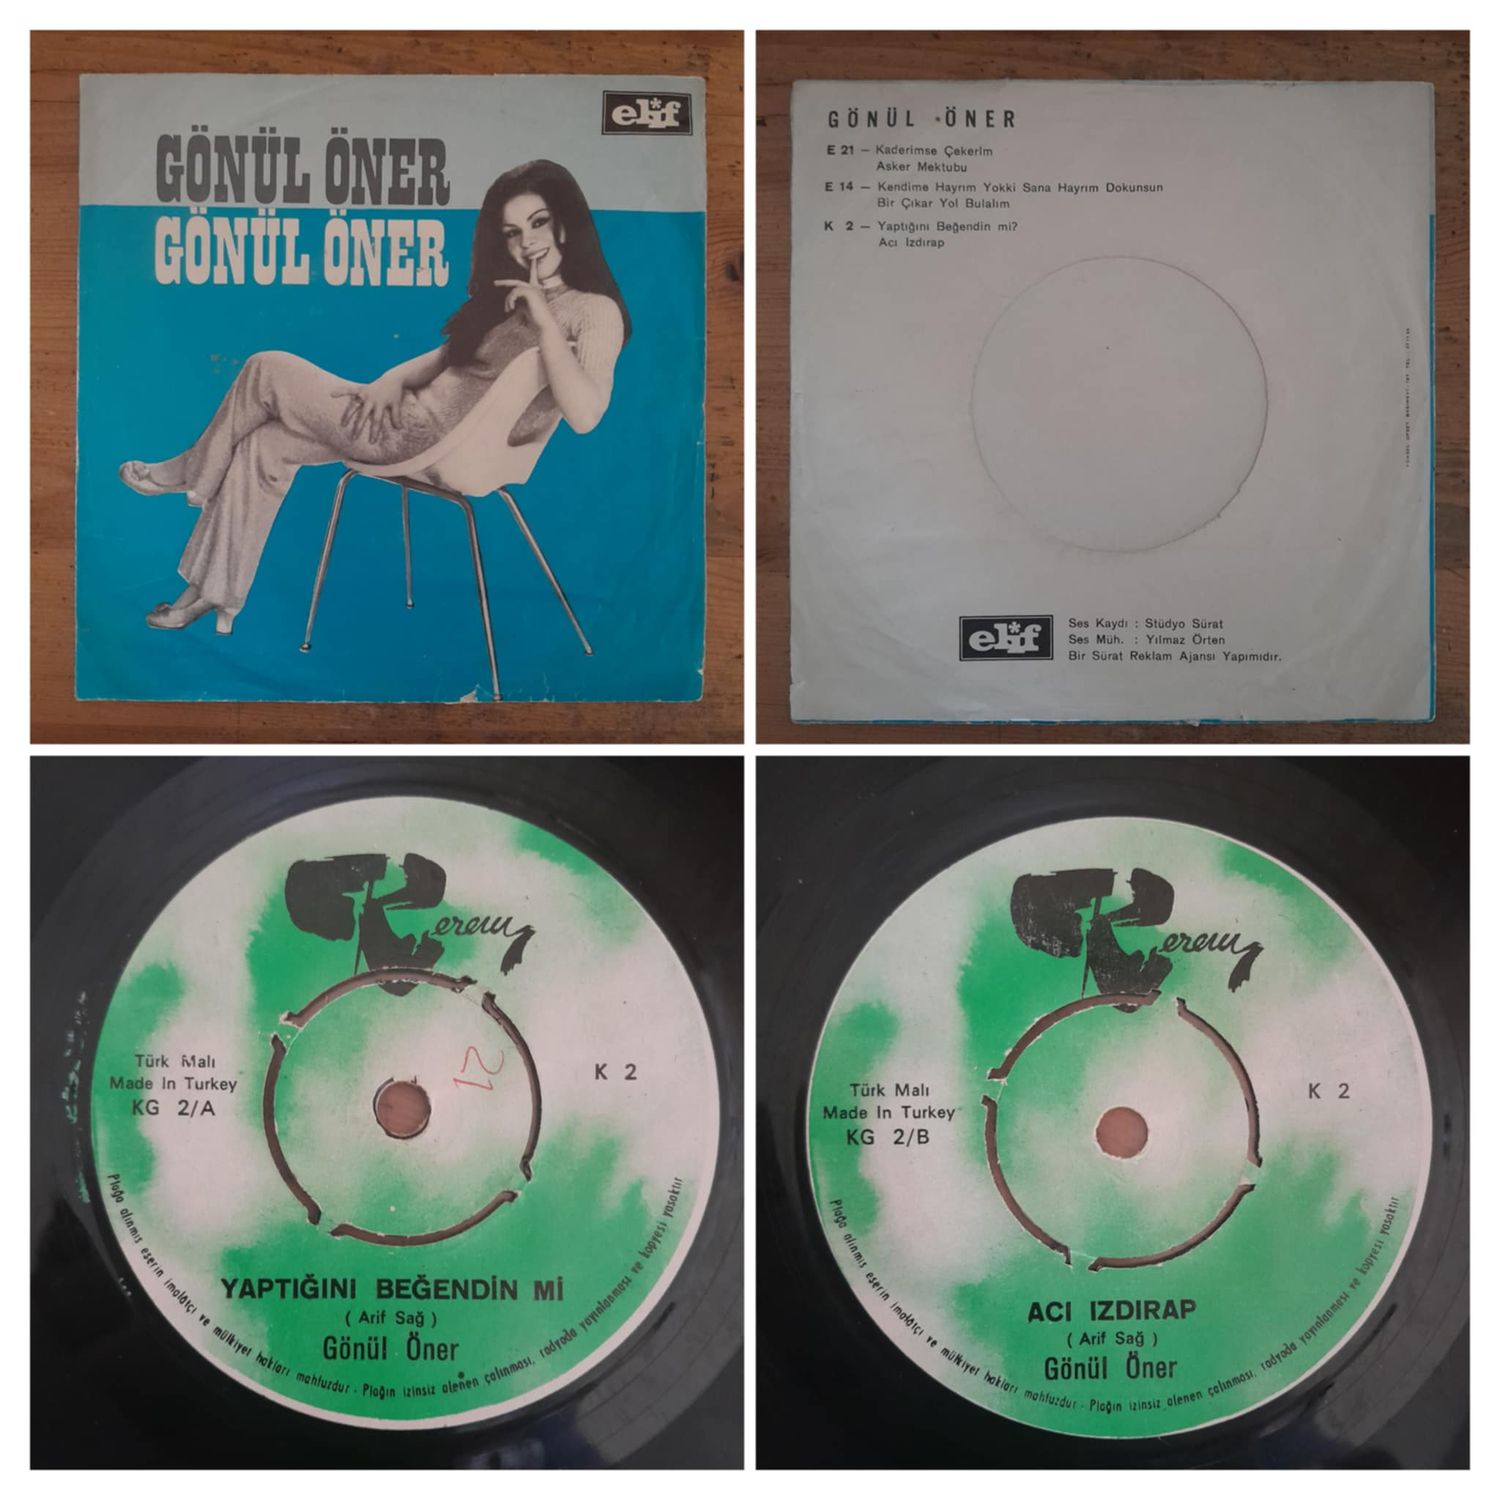 elif
GÖNÜL ÖNER
GÖNÜL ÖNER
GÖNÜL ÖNER
E 21 – Kaderimse Çekerim
Asker Mektubu
E 14 – Kendime Hayrım Yokki Sana Hayrım Dokunsun
Bir Çıkar Yol Bulalım
K 2 – Yaptığını Beğendin mi?
Acı Izdırap
elif
Ses Kaydı : Stüdyo Sürat
Ses Müh. : Yılmaz Örten
Bir Sürat Reklam Ajansı Yapımıdır.
Kerem
Türk Malı
Made In Turkey
KG 2/A
K 2
21
YAPTIĞINI BEĞENDİN Mİ
( Arif Sağ )
Gönül Öner
Plağa alınmış eserin imalâtçı ve mülkiyet hakları mahfuzdur - Plağın izinsiz alenen çalınması, radyoda yayınlanması ve kopyesi yasaktır
Kerem
Türk Malı
Made In Turkey
KG 2/B
K 2
ACI IZDIRAP
( Arif Sağ )
Gönül Öner
Plağa alınmış eserin imalâtçı ve mülkiyet hakları mahfuzdur - Plağın izinsiz alenen çalınması, radyoda yayınlanması ve kopyesi yasaktır